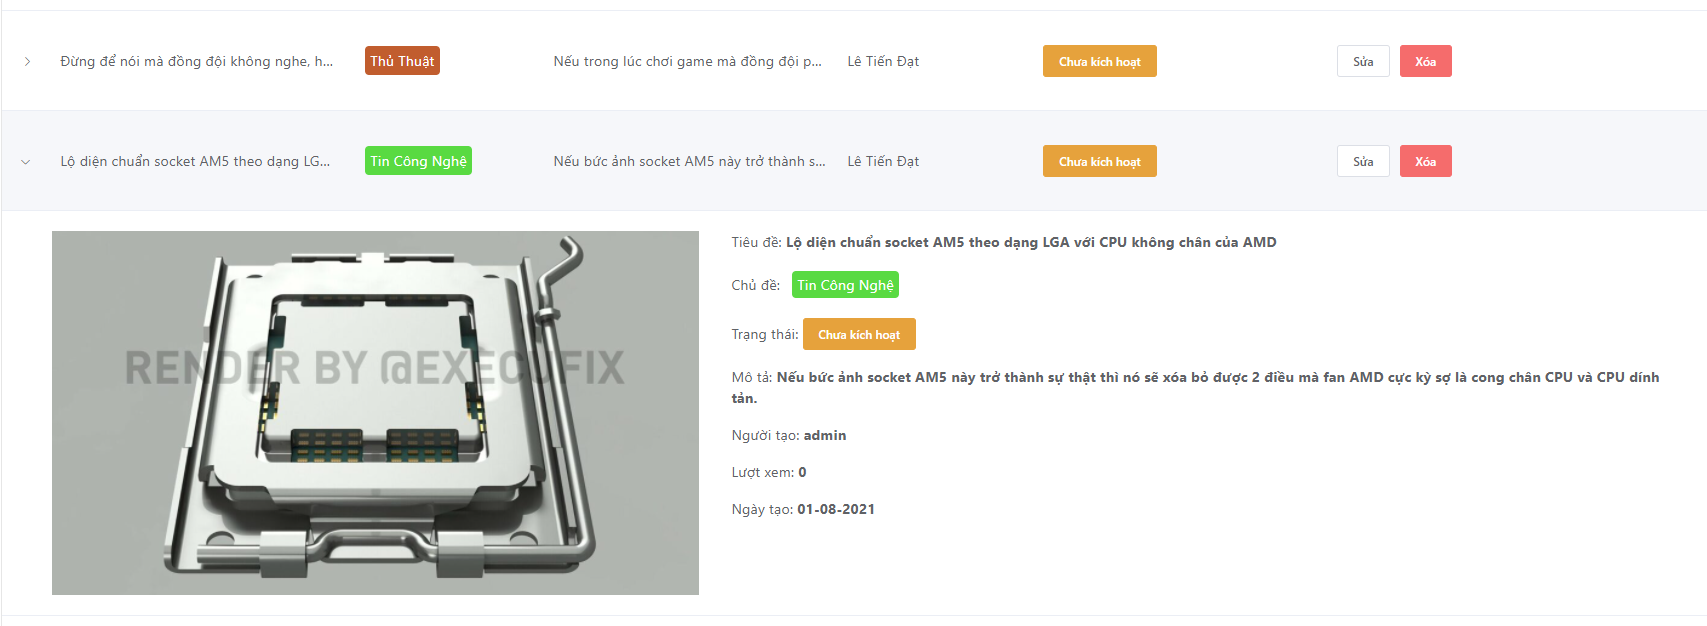 Đừng để nói mà đồng đội không nghe, h... Thủ Thuật Nếu trong lúc chơi game mà đồng đội p... Lê Tiến Đạt Chưa kích hoạt Sửa Xóa
Lộ diện chuẩn socket AM5 theo dạng LG... Tin Công Nghệ Nếu bức ảnh socket AM5 này trở thành s... Lê Tiến Đạt Chưa kích hoạt Sửa Xóa
RENDER BY @EXECUFIX
Tiêu đề: Lộ diện chuẩn socket AM5 theo dạng LGA với CPU không chân của AMD
Chủ đề: Tin Công Nghệ
Trạng thái: Chưa kích hoạt
Mô tả: Nếu bức ảnh socket AM5 này trở thành sự thật thì nó sẽ xóa bỏ được 2 điều mà fan AMD cực kỳ sợ là cong chân CPU và CPU dính
tản.
Người tạo: admin
Lượt xem: 0
Ngày tạo: 01-08-2021